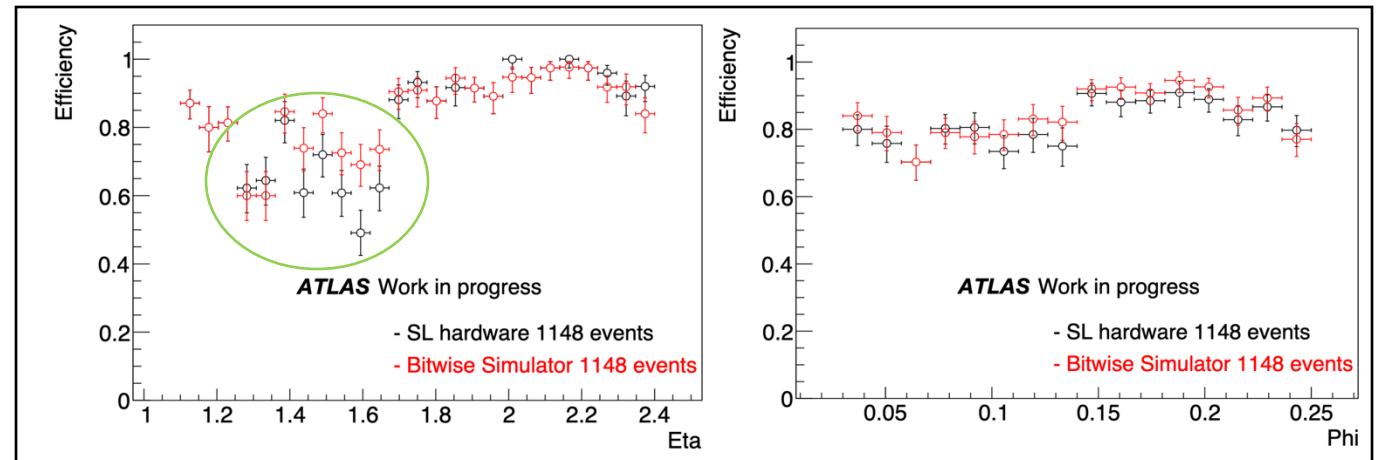 Efficiency
1
0.8
0.6
0.4
0.2
0
ATLAS Work in progress
- SL hardware 1148 events
- Bitwise Simulator 1148 events
1 1.2 1.4 1.6 1.8 2 2.2 2.4
Eta
Efficiency
1
0.8
0.6
0.4
0.2
0
ATLAS Work in progress
- SL hardware 1148 events
- Bitwise Simulator 1148 events
0.05 0.1 0.15 0.2 0.25
Phi